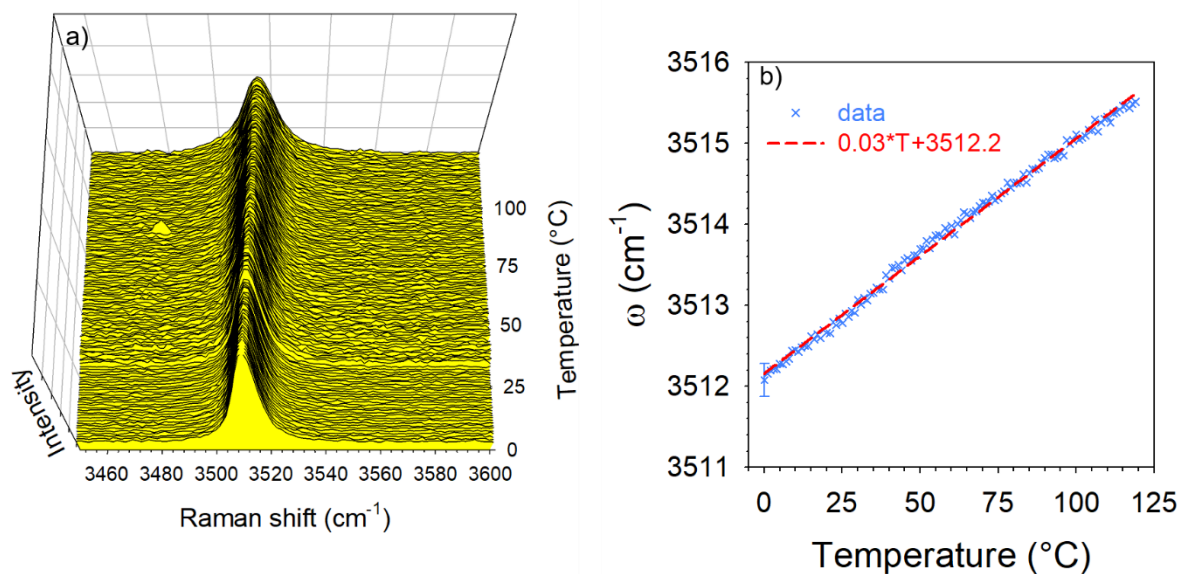 a)
Intensity
3460 3480 3500 3520 3540 3560 3580 3600
Raman shift (cm⁻¹)
100
75
50
25
0
Temperature (°C)
b)
data
0.03*T+3512.2
3516
3515
3514
3513
3512
3511
ω (cm⁻¹)
0 25 50 75 100 125
Temperature (°C)